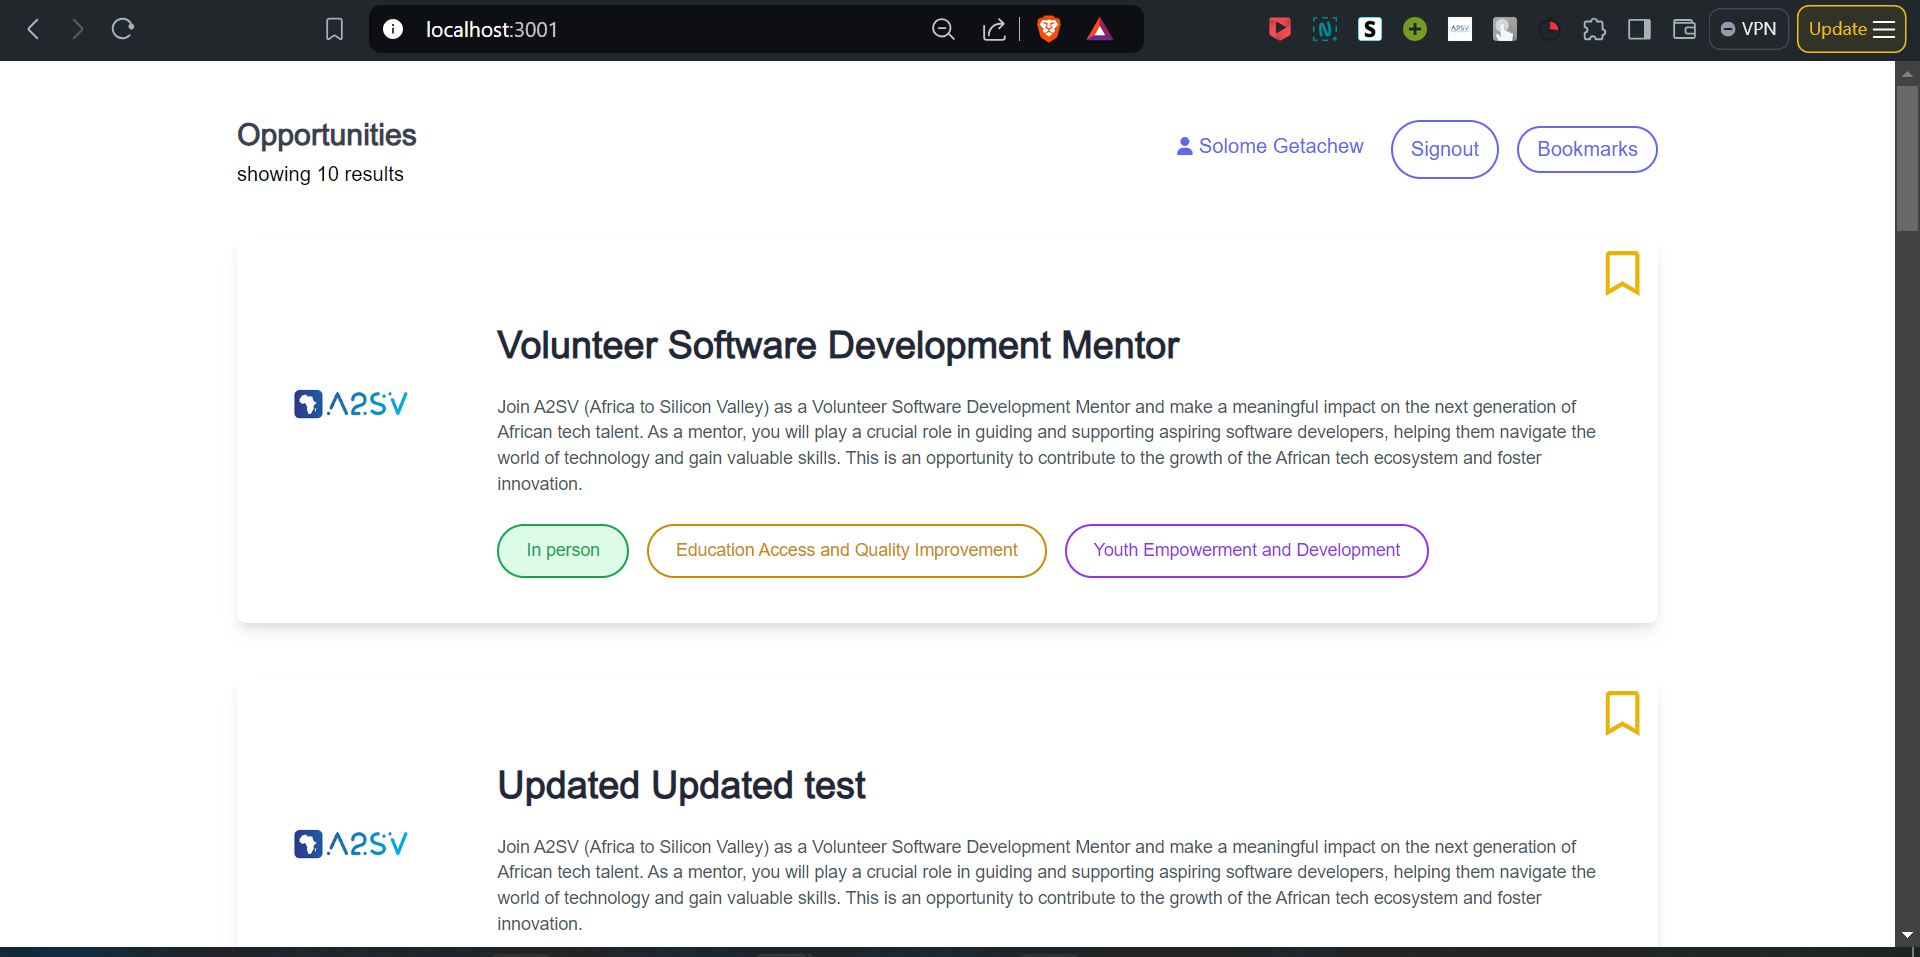 localhost:3001
VPN
Update
Opportunities
showing 10 results
Solome Getachew
Signout
Bookmarks
Volunteer Software Development Mentor
A2SV
Join A2SV (Africa to Silicon Valley) as a Volunteer Software Development Mentor and make a meaningful impact on the next generation of
African tech talent. As a mentor, you will play a crucial role in guiding and supporting aspiring software developers, helping them navigate the
world of technology and gain valuable skills. This is an opportunity to contribute to the growth of the African tech ecosystem and foster
innovation.
In person
Education Access and Quality Improvement
Youth Empowerment and Development
Updated Updated test
A2SV
Join A2SV (Africa to Silicon Valley) as a Volunteer Software Development Mentor and make a meaningful impact on the next generation of
African tech talent. As a mentor, you will play a crucial role in guiding and supporting aspiring software developers, helping them navigate the
world of technology and gain valuable skills. This is an opportunity to contribute to the growth of the African tech ecosystem and foster
innovation.